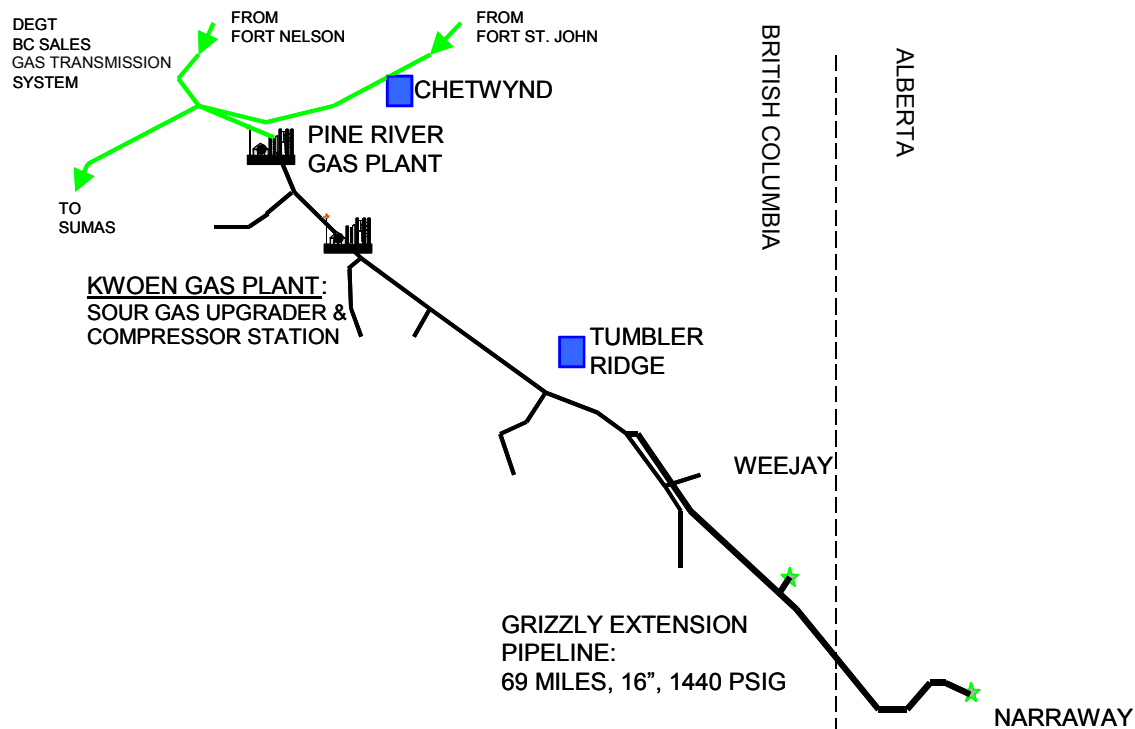 DEGT
BC SALES
GAS TRANSMISSION
SYSTEM
FROM
FORT NELSON
FROM
FORT ST. JOHN
CHETWYND
BRITISH COLUMBIA
ALBERTA
PINE RIVER
GAS PLANT
TO
SUMAS
KWOEN GAS PLANT:
SOUR GAS UPGRADER &
COMPRESSOR STATION
TUMBLER
RIDGE
WEEJAY
GRIZZLY EXTENSION
PIPELINE:
69 MILES, 16”, 1440 PSIG
NARRAWAY